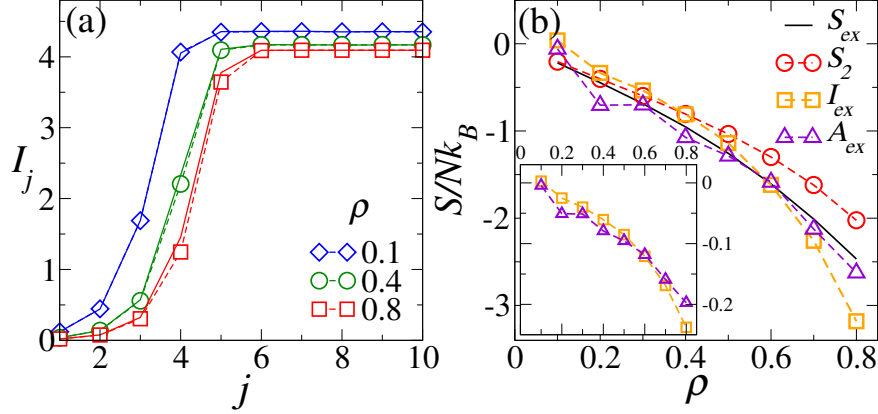 (a)
I_j
4
3
2
1
0
2 4 6 8 10
j
ρ
0.1
0.4
0.8
(b)
S/Nk_B
0
-1
-2
-3
0 0.2 0.4 0.6 0.8
ρ
S_ex
S_2
I_ex
A_ex
0.2 0.4 0.6 0.8
0
-0.1
-0.2